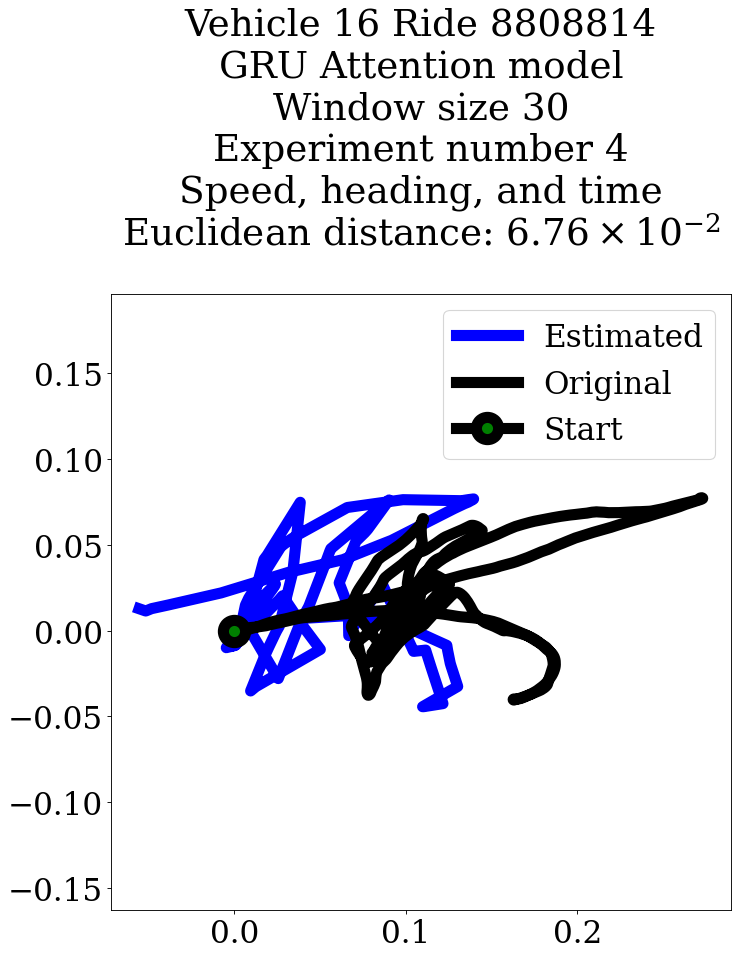 Vehicle 16 Ride 8808814
GRU Attention model
Window size 30
Experiment number 4
Speed, heading, and time
Euclidean distance: 6.76 × 10⁻²
Estimated
Original
Start
0.15
0.10
0.05
0.00
−0.05
−0.10
−0.15
0.0 0.1 0.2